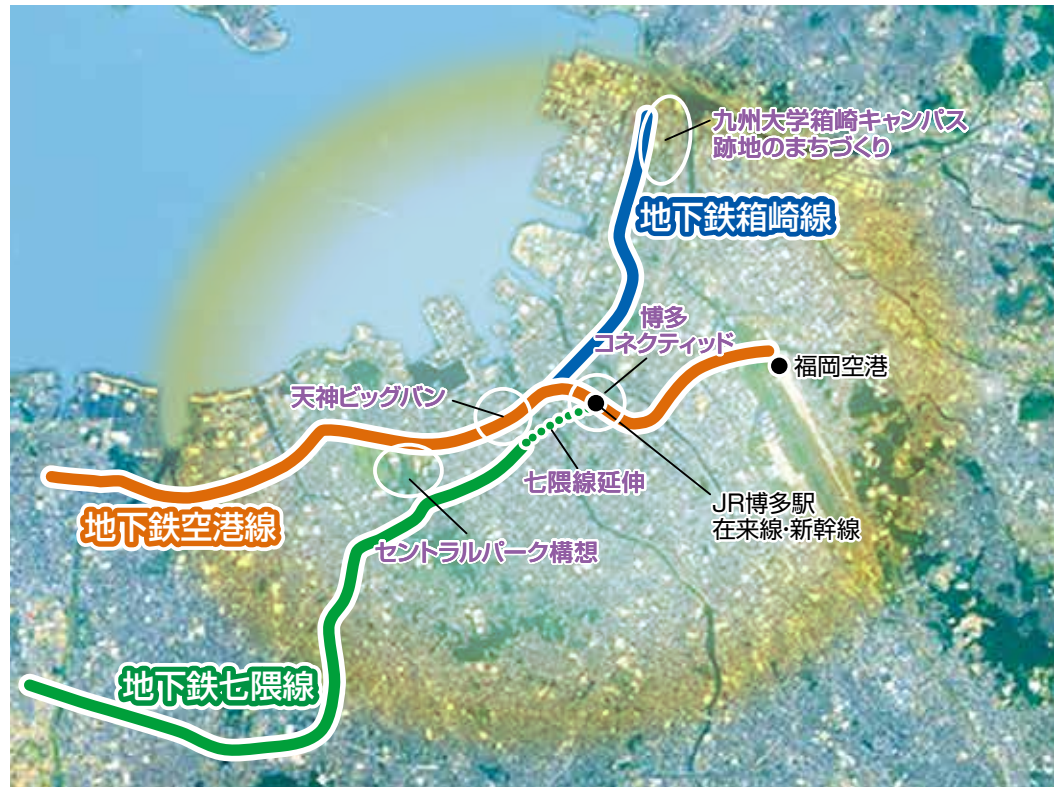 九州大学箱崎キャンパス
跡地のまちづくり
地下鉄箱崎線
博多
コネクティッド
福岡空港
天神ビッグバン
七隈線延伸
JR博多駅
在来線・新幹線
地下鉄空港線
セントラルパーク構想
地下鉄七隈線